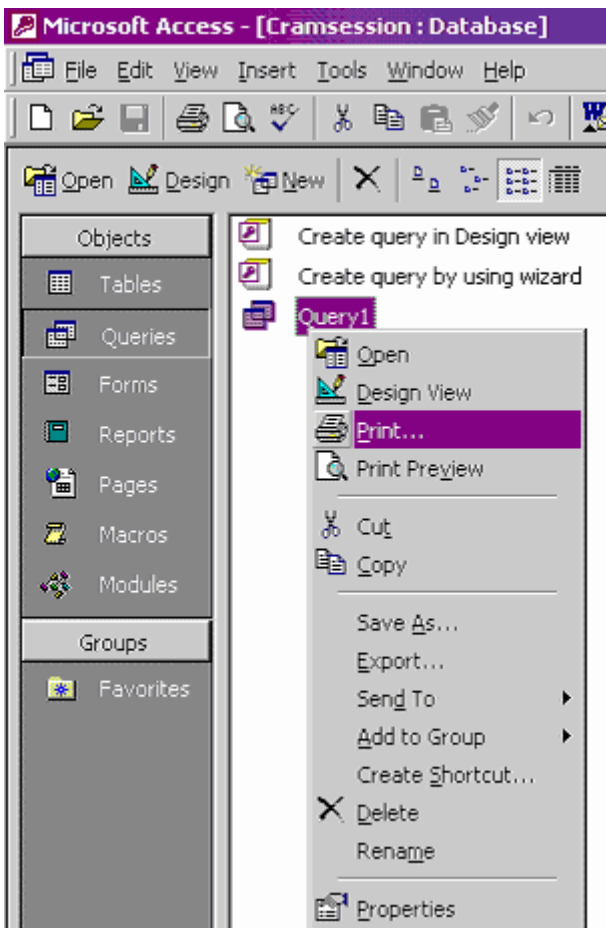 Microsoft Access - [Cramsession : Database]
File Edit View Insert Tools Window Help
ABC
W
Open Design New
Objects
Tables
Queries
Forms
Reports
Pages
Macros
Modules
Groups
Favorites
Create query in Design view
Create query by using wizard
Query1
Open
Design View
Print...
Print Preview
Cut
Copy
Save As...
Export...
Send To
Add to Group
Create Shortcut...
Delete
Rename
Properties